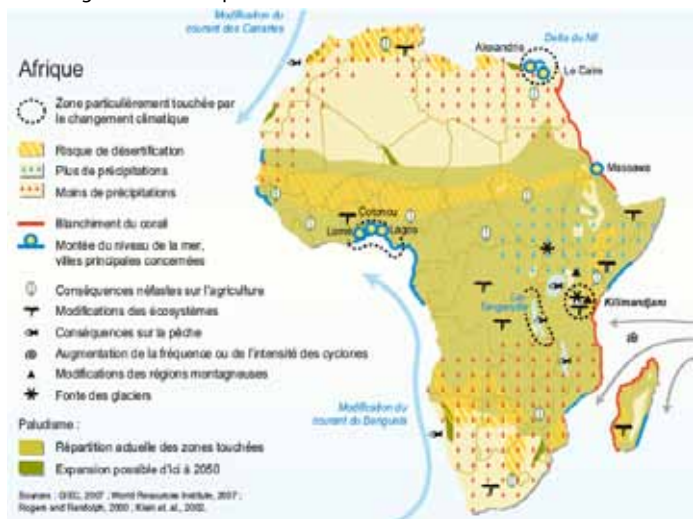 Modification du
courant des Canaries
Alexandrie
Delta du Nil
Le Caire
Afrique
Zone particulièrement touchée par
le changement climatique
Risque de désertification
Plus de précipitations
Moins de précipitations
Massawa
Blanchiment du corail
Montée du niveau de la mer,
villes principales concernées
Cotonou
Lomé
Lagos
Conséquences néfastes sur l'agriculture
Modifications des écosystèmes
Conséquences sur la pêche
Augmentation de la fréquence ou de l'intensité des cyclones
Modifications des régions montagneuses
Fonte des glaciers
Lac
Tanganyika
Kilimandjaro
Paludisme :
Répartition actuelle des zones touchées
Expansion possible d'ici à 2050
Modification du
courant du Benguela
Sources : GIEC, 2007 ; World Resources Institute, 2007 ;
Rogers and Randolph, 2000 ; Klein et. al., 2002.